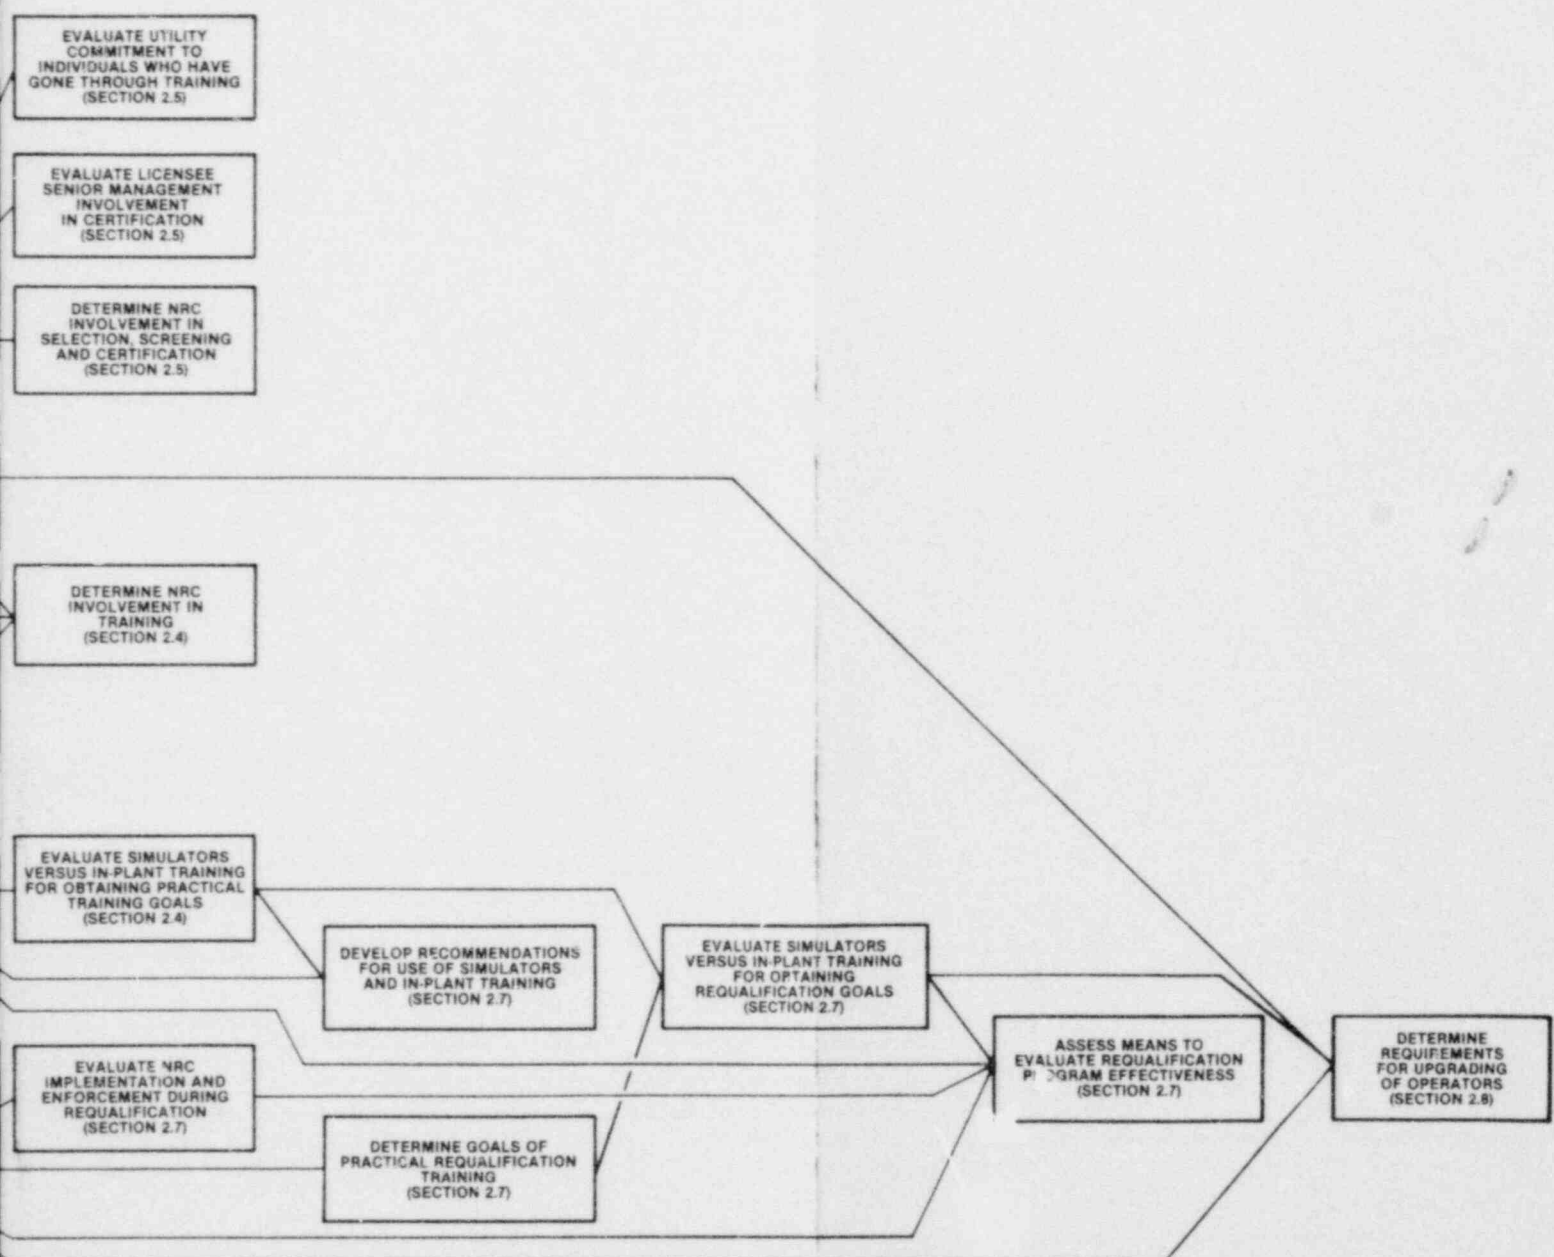 EVALUATE UTILITY
COMMITMENT TO
INDIVIDUALS WHO HAVE
GONE THROUGH TRAINING
(SECTION 2.5)
EVALUATE LICENSEE
SENIOR MANAGEMENT
INVOLVEMENT
IN CERTIFICATION
(SECTION 2.5)
DETERMINE NRC
INVOLVEMENT IN
SELECTION, SCREENING
AND CERTIFICATION
(SECTION 2.5)
DETERMINE NRC
INVOLVEMENT IN
TRAINING
(SECTION 2.4)
EVALUATE SIMULATORS
VERSUS IN-PLANT TRAINING
FOR OBTAINING PRACTICAL
TRAINING GOALS
(SECTION 2.4)
DEVELOP RECOMMENDATIONS
FOR USE OF SIMULATORS
AND IN-PLANT TRAINING
(SECTION 2.7)
EVALUATE SIMULATORS
VERSUS IN-PLANT TRAINING
FOR OBTAINING
REQUALIFICATION GOALS
(SECTION 2.7)
EVALUATE NRC
IMPLEMENTATION AND
ENFORCEMENT DURING
REQUALIFICATION
(SECTION 2.7)
DETERMINE GOALS OF
PRACTICAL REQUALIFICATION
TRAINING
(SECTION 2.7)
ASSESS MEANS TO
EVALUATE REQUALIFICATION
PROGRAM EFFECTIVENESS
(SECTION 2.7)
DETERMINE
REQUIREMENTS
FOR UPGRADING
OF OPERATORS
(SECTION 2.8)